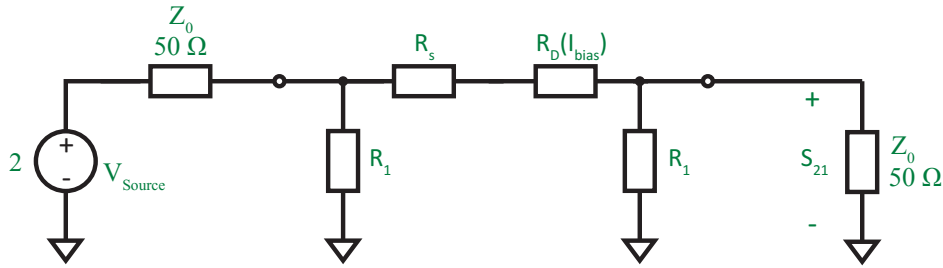 Z0
50 Ω
Rs
RD(Ibias)
+
-
2
VSource
R1
R1
+
S21
-
Z0
50 Ω